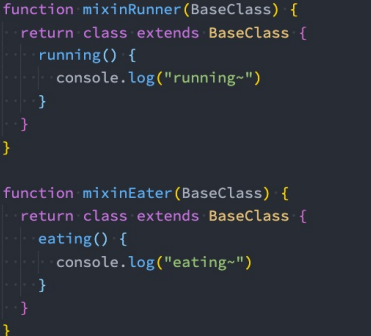 function mixinRunner(BaseClass) {
  return class extends BaseClass {
    running() {
      console.log("running~")
    }
  }
}

function mixinEater(BaseClass) {
  return class extends BaseClass {
    eating() {
      console.log("eating~")
    }
  }
}